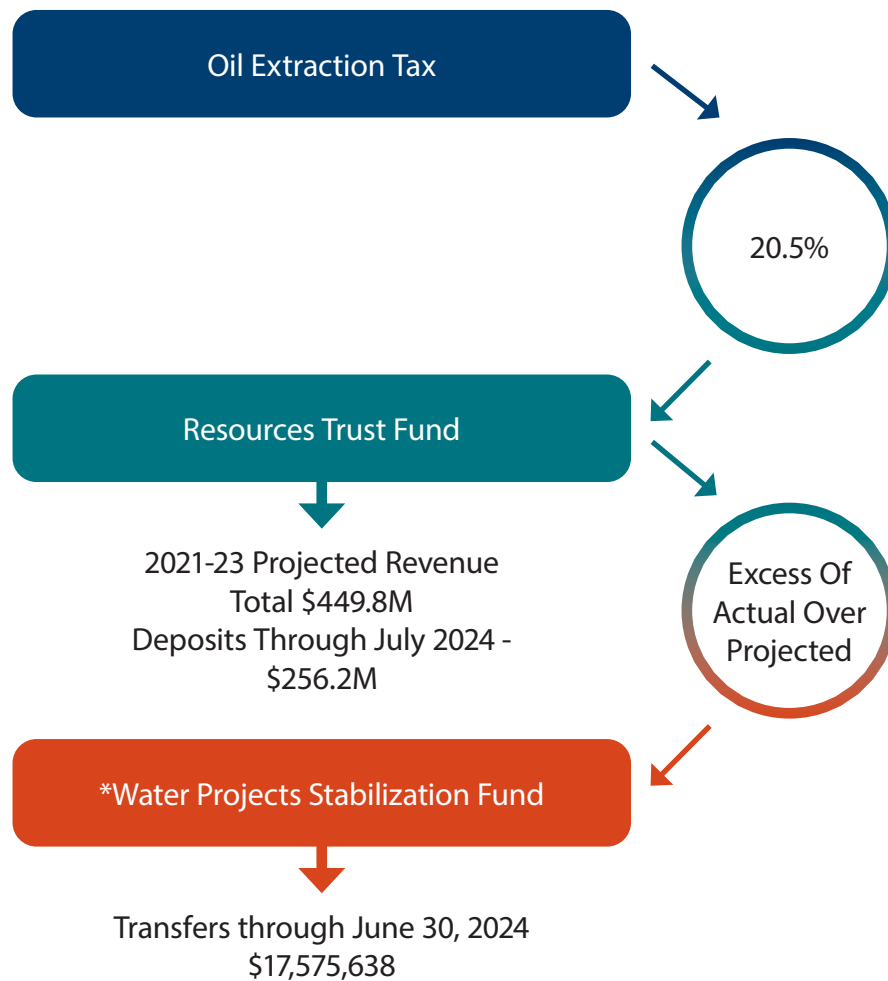 Oil Extraction Tax
20.5%
Resources Trust Fund
2021-23 Projected Revenue
Total $449.8M
Deposits Through July 2024 -
$256.2M
Excess Of
Actual Over
Projected
*Water Projects Stabilization Fund
Transfers through June 30, 2024
$17,575,638